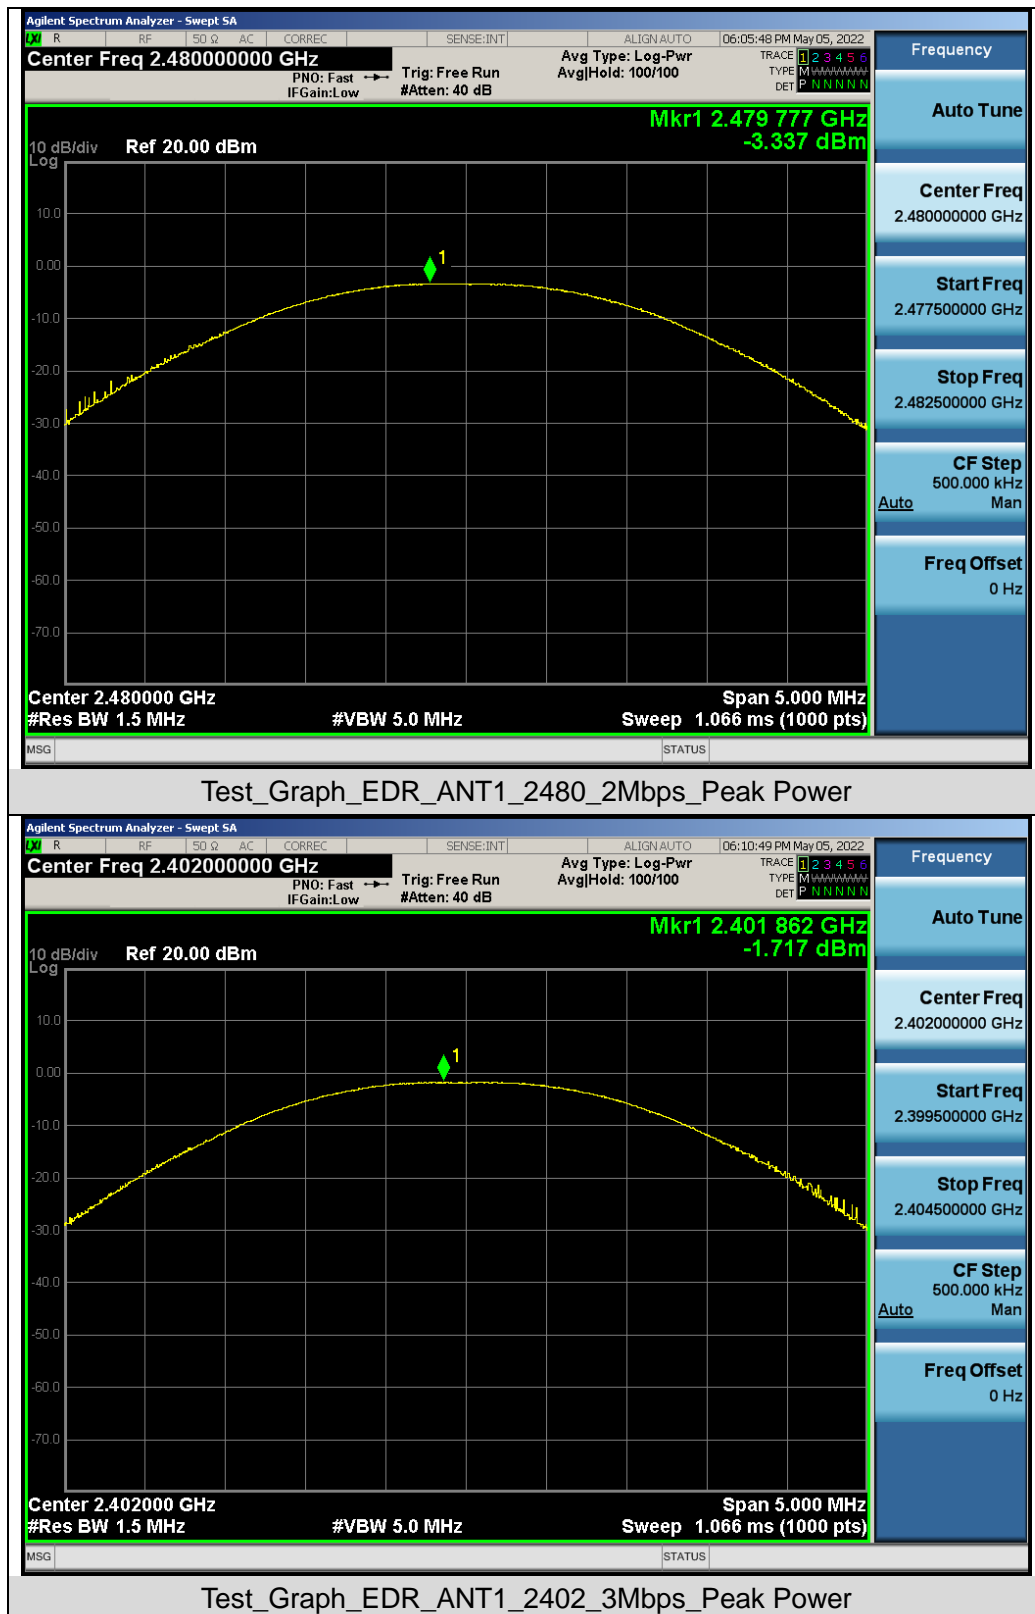 Agilent Spectrum Analyzer - Swept SA
LXI R RF 50 Ω AC CORREC SENSE:INT ALIGN AUTO 06:05:48 PM May 05, 2022
Center Freq 2.480000000 GHz
PNO: Fast
IFGain:Low
Trig: Free Run
#Atten: 40 dB
Avg Type: Log-Pwr
Avg|Hold: 100/100
TRACE 1 2 3 4 5 6
TYPE M
DET P N N N N N
Mkr1 2.479 777 GHz
-3.337 dBm
10 dB/div Ref 20.00 dBm
Log
10.0
0.00
-10.0
-20.0
-30.0
-40.0
-50.0
-60.0
-70.0
1
Center 2.480000 GHz
Span 5.000 MHz
#Res BW 1.5 MHz
#VBW 5.0 MHz
Sweep 1.066 ms (1000 pts)
MSG
STATUS
Frequency
Auto Tune
Center Freq
2.480000000 GHz
Start Freq
2.477500000 GHz
Stop Freq
2.482500000 GHz
CF Step
500.000 kHz
Auto Man
Freq Offset
0 Hz
Test_Graph_EDR_ANT1_2480_2Mbps_Peak Power
Agilent Spectrum Analyzer - Swept SA
LXI R RF 50 Ω AC CORREC SENSE:INT ALIGN AUTO 06:10:49 PM May 05, 2022
Center Freq 2.402000000 GHz
PNO: Fast
IFGain:Low
Trig: Free Run
#Atten: 40 dB
Avg Type: Log-Pwr
Avg|Hold: 100/100
TRACE 1 2 3 4 5 6
TYPE M
DET P N N N N N
Mkr1 2.401 862 GHz
-1.717 dBm
10 dB/div Ref 20.00 dBm
Log
10.0
0.00
-10.0
-20.0
-30.0
-40.0
-50.0
-60.0
-70.0
1
Center 2.402000 GHz
Span 5.000 MHz
#Res BW 1.5 MHz
#VBW 5.0 MHz
Sweep 1.066 ms (1000 pts)
MSG
STATUS
Frequency
Auto Tune
Center Freq
2.402000000 GHz
Start Freq
2.399500000 GHz
Stop Freq
2.404500000 GHz
CF Step
500.000 kHz
Auto Man
Freq Offset
0 Hz
Test_Graph_EDR_ANT1_2402_3Mbps_Peak Power